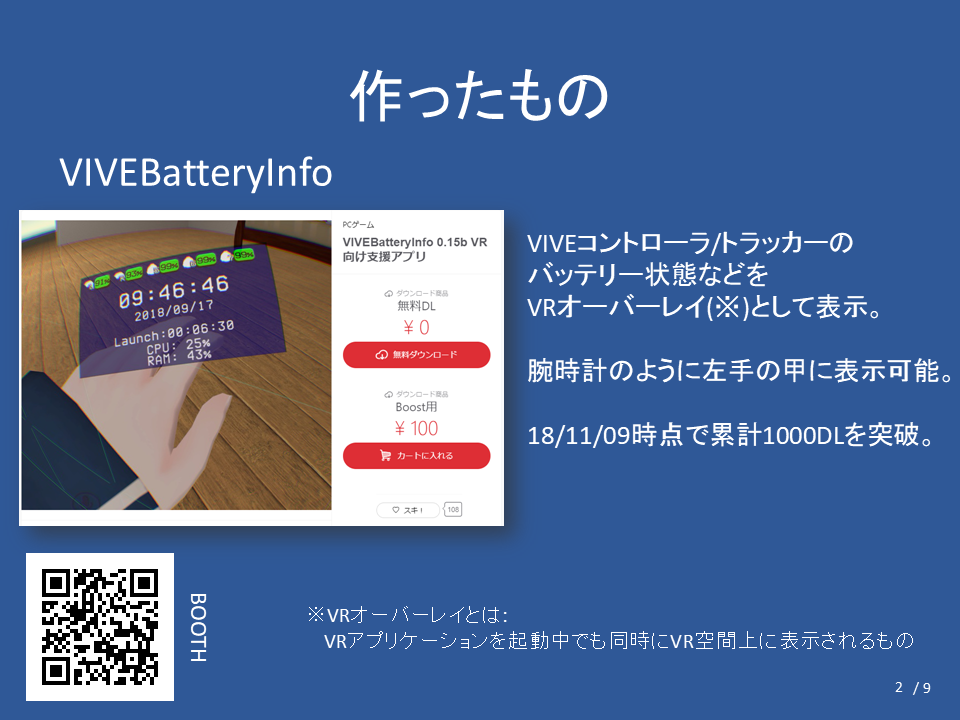 作ったもの
VIVEBatteryInfo
91% 93% 99% 99% 99%
09:46:46
2018/09/17
Launch:00:06:30
CPU: 25%
RAM: 43%
PCゲーム
VIVEBatteryInfo 0.15b VR
向け支援アプリ
ダウンロード商品
無料DL
¥ 0
無料ダウンロード
ダウンロード商品
Boost用
¥ 100
カートに入れる
スキ! 108
VIVEコントローラ/トラッカーの
バッテリー状態などを
VRオーバーレイ(※)として表示。
腕時計のように左手の甲に表示可能。
18/11/09時点で累計1000DLを突破。
BOOTH
※VRオーバーレイとは:
VRアプリケーションを起動中でも同時にVR空間上に表示されるもの
2 / 9